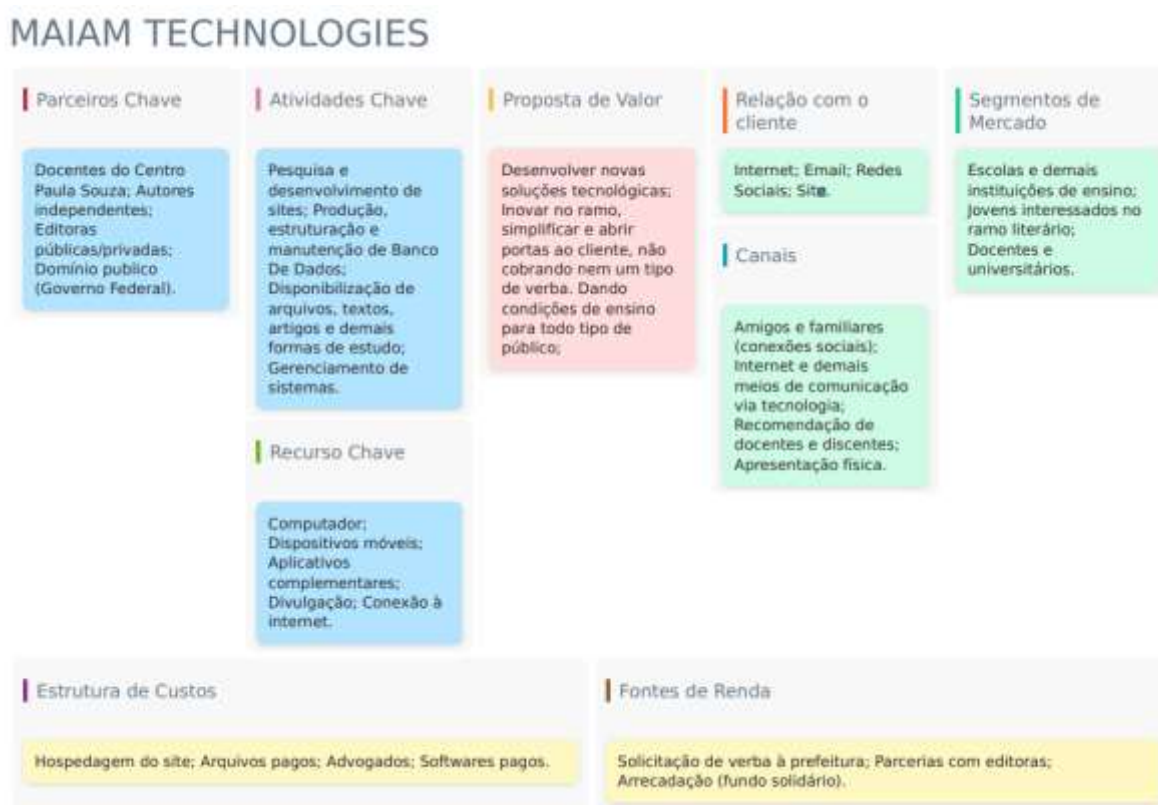 MAIAM TECHNOLOGIES
Parceiros Chave
Docentes do Centro
Paula Souza; Autores
independentes;
Editoras
públicas/privadas;
Domínio publico
(Governo Federal).
Atividades Chave
Pesquisa e
desenvolvimento de
sites; Produção,
estruturação e
manutenção de Banco
De Dados;
Disponibilização de
arquivos, textos,
artigos e demais
formas de estudo;
Gerenciamento de
sistemas.
Recurso Chave
Computador;
Dispositivos móveis;
Aplicativos
complementares;
Divulgação; Conexão à
internet.
Proposta de Valor
Desenvolver novas
soluções tecnológicas;
Inovar no ramo,
simplificar e abrir
portas ao cliente, não
cobrando nem um tipo
de verba. Dando
condições de ensino
para todo tipo de
público;
Relação com o
cliente
Internet; Email; Redes
Sociais; Site.
Canais
Amigos e familiares
(conexões sociais);
Internet e demais
meios de comunicação
via tecnologia;
Recomendação de
docentes e discentes;
Apresentação física.
Segmentos de
Mercado
Escolas e demais
instituições de ensino;
Jovens interessados no
ramo literário;
Docentes e
universitários.
Estrutura de Custos
Hospedagem do site; Arquivos pagos; Advogados; Softwares pagos.
Fontes de Renda
Solicitação de verba à prefeitura; Parcerias com editoras;
Arrecadação (fundo solidário).